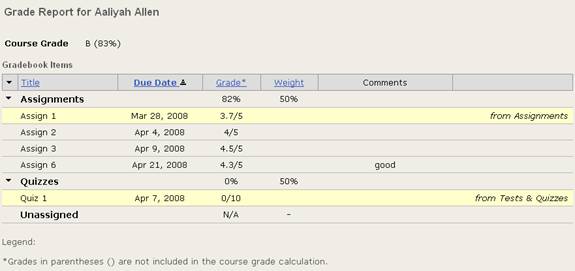 Grade Report for Aaliyah Allen
Course Grade B (83%)
Gradebook Items
Title Due Date Grade* Weight Comments
Assignments 82% 50%
Assign 1 Mar 28, 2008 3.7/5 from Assignments
Assign 2 Apr 4, 2008 4/5
Assign 3 Apr 9, 2008 4.5/5
Assign 6 Apr 21, 2008 4.3/5 good
Quizzes 0% 50%
Quiz 1 Apr 7, 2008 0/10 from Tests & Quizzes
Unassigned N/A -
Legend:
*Grades in parentheses () are not included in the course grade calculation.